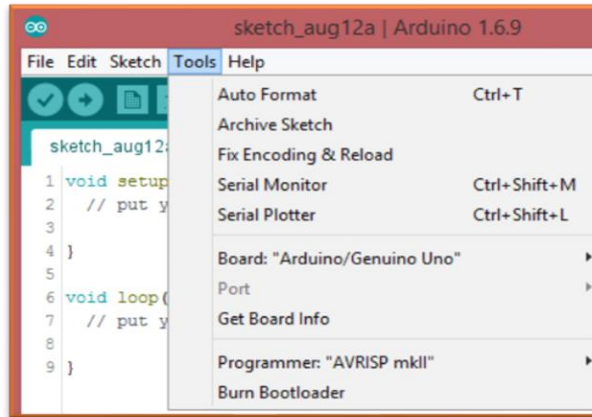 sketch_aug12a | Arduino 1.6.9
File Edit Sketch Tools Help
Auto Format Ctrl+T
Archive Sketch
sketch_aug12
Fix Encoding & Reload
1 void setup
Serial Monitor Ctrl+Shift+M
2 // put y
Serial Plotter Ctrl+Shift+L
3
4 }
Board: "Arduino/Genuino Uno"
5
Port
6 void loop(
7 // put y
Get Board Info
8
9 }
Programmer: "AVRISP mkII"
Burn Bootloader